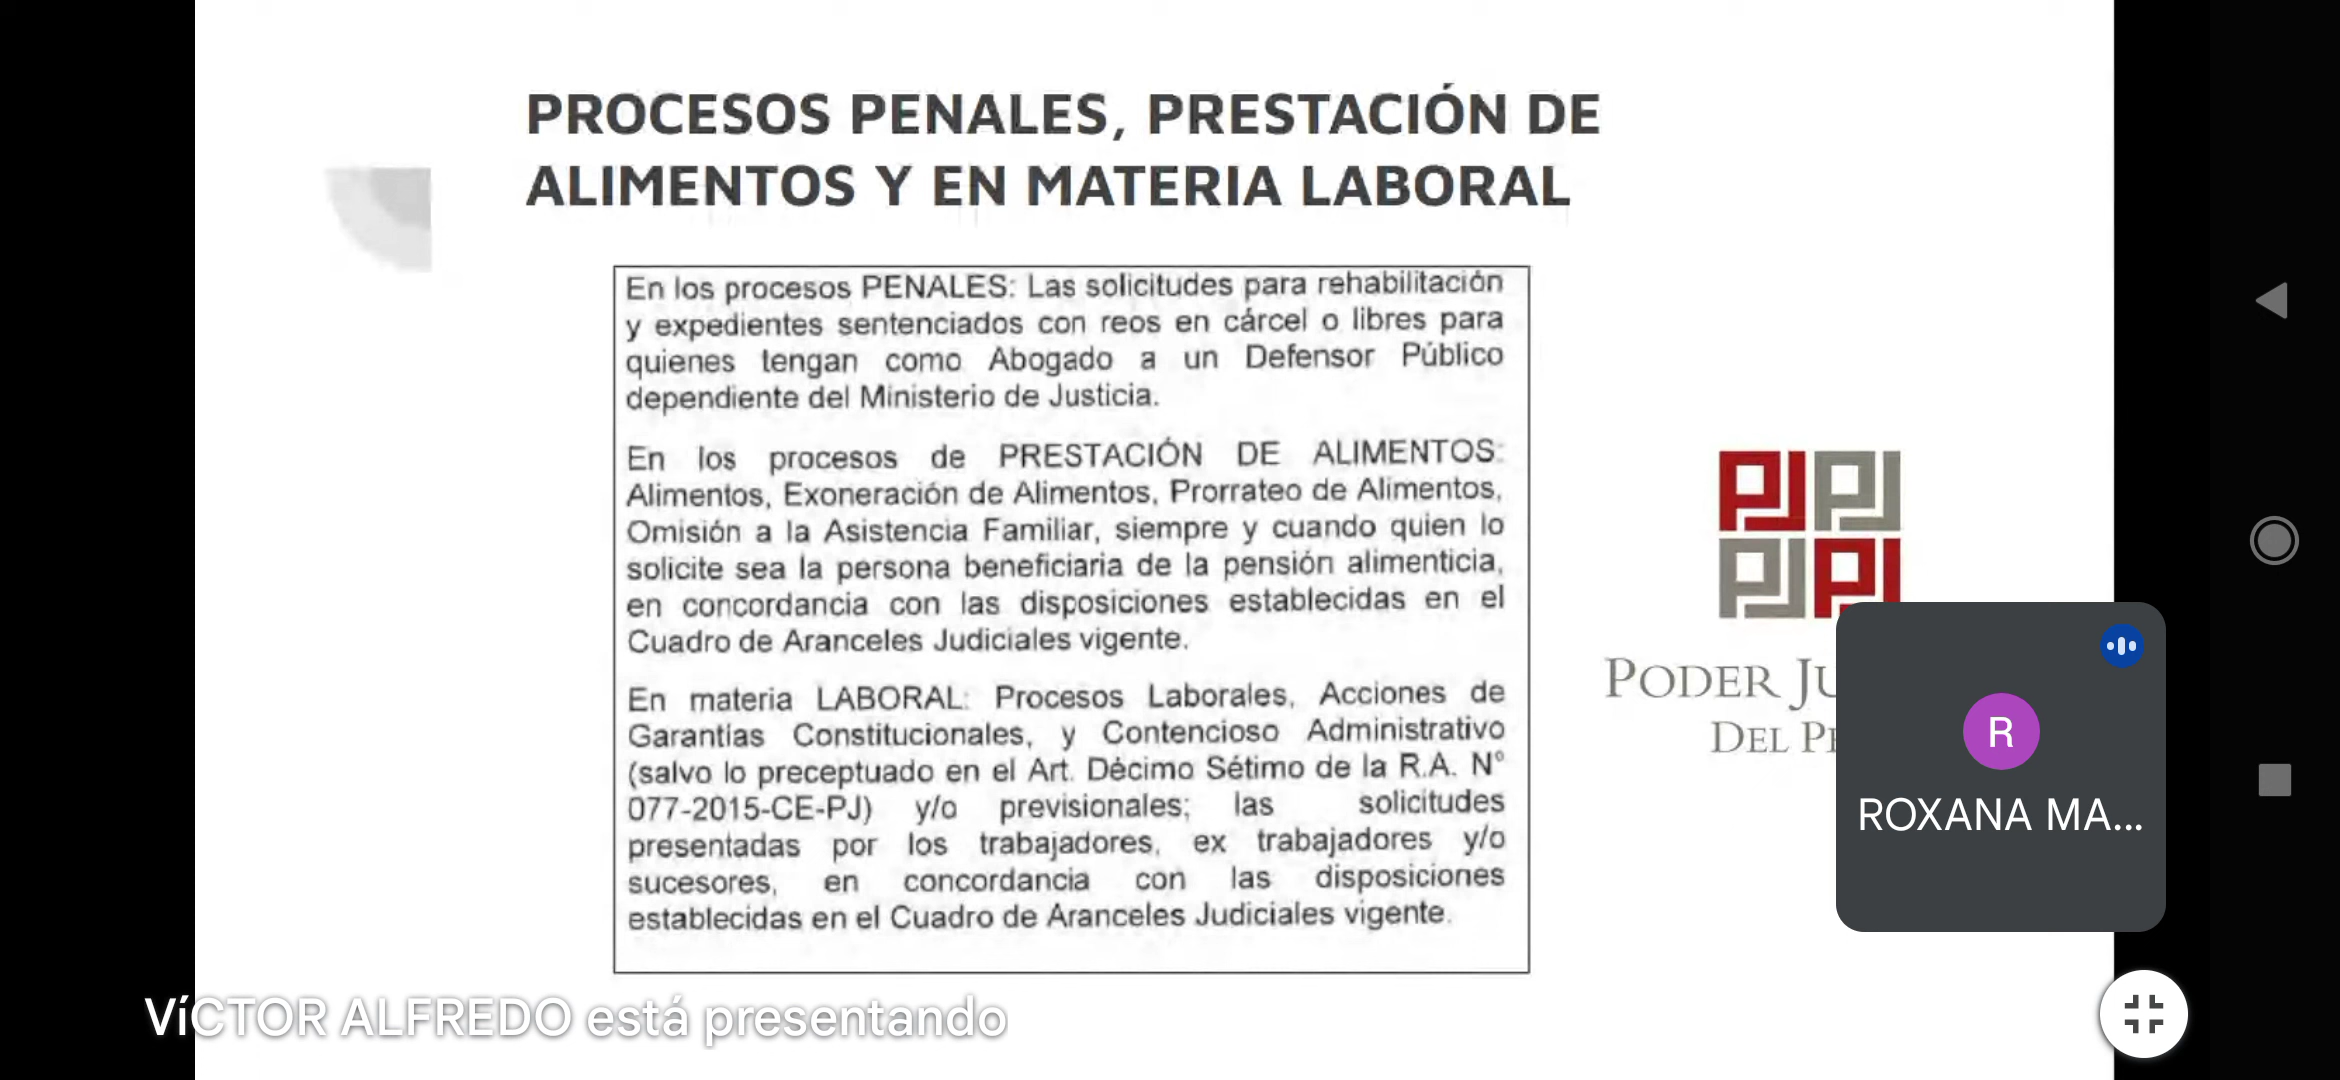 PROCESOS PENALES, PRESTACIÓN DE
ALIMENTOS Y EN MATERIA LABORAL
En los procesos PENALES: Las solicitudes para rehabilitación
y expedientes sentenciados con reos en cárcel o libres para
quienes tengan como Abogado a un Defensor Público
dependiente del Ministerio de Justicia.
En los procesos de PRESTACIÓN DE ALIMENTOS:
Alimentos, Exoneración de Alimentos, Prorrateo de Alimentos,
Omisión a la Asistencia Familiar, siempre y cuando quien lo
solicite sea la persona beneficiaria de la pensión alimenticia,
en concordancia con las disposiciones establecidas en el
Cuadro de Aranceles Judiciales vigente.
En materia LABORAL: Procesos Laborales, Acciones de
Garantías Constitucionales, y Contencioso Administrativo
(salvo lo preceptuado en el Art. Décimo Sétimo de la R.A. N°
077-2015-CE-PJ) y/o previsionales; las solicitudes
presentadas por los trabajadores, ex trabajadores y/o
sucesores, en concordancia con las disposiciones
establecidas en el Cuadro de Aranceles Judiciales vigente.
PJ PJ
PJ PJ
PODER JU
DEL PE
R
ROXANA MA...
VíCTOR ALFREDO está presentando